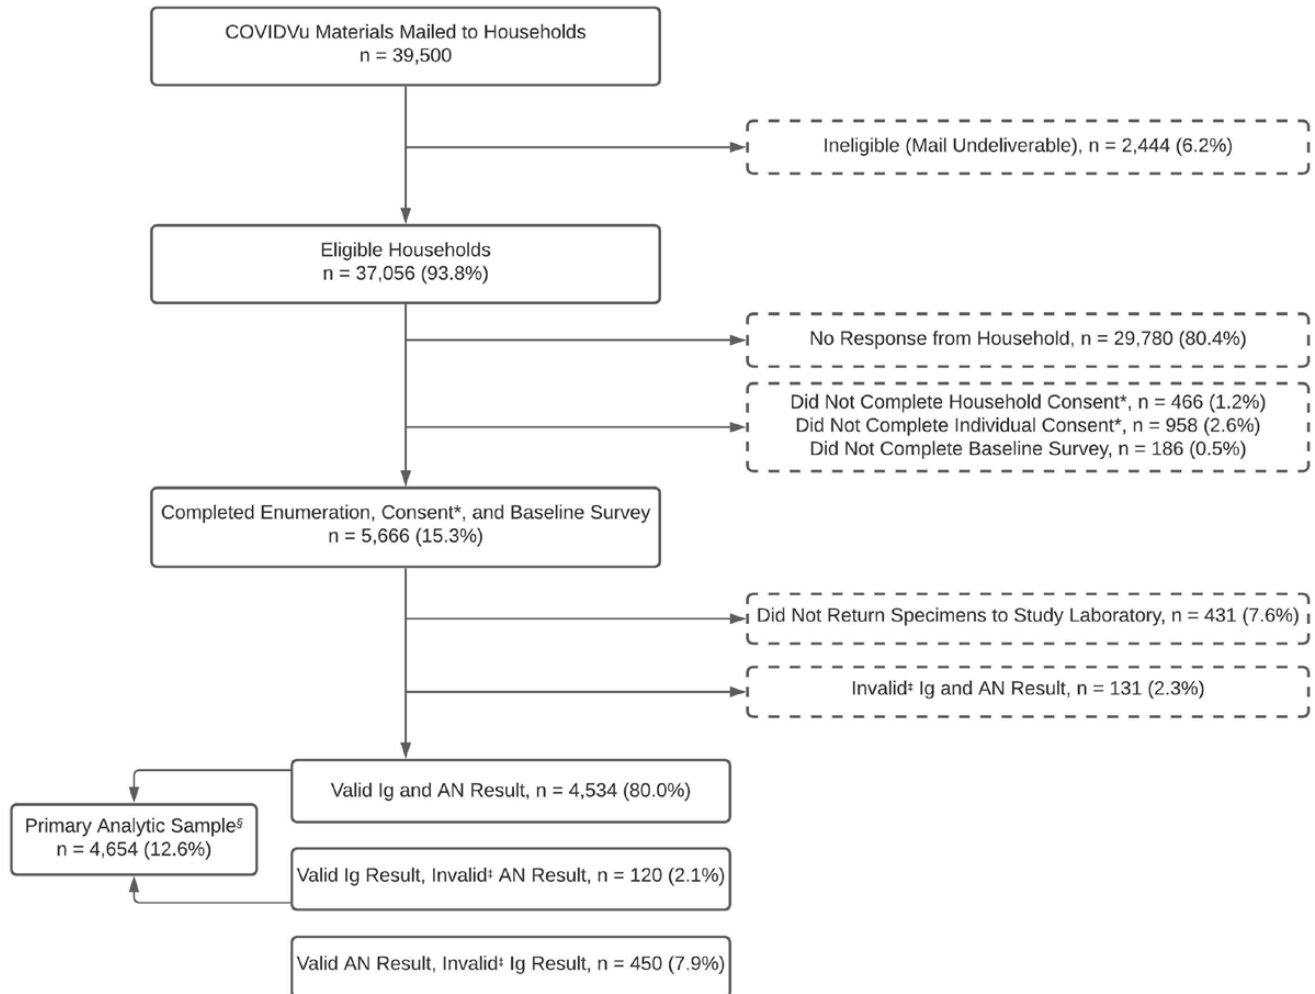 COVIDVu Materials Mailed to Households
n = 39,500
Ineligible (Mail Undeliverable), n = 2,444 (6.2%)
Eligible Households
n = 37,056 (93.8%)
No Response from Household, n = 29,780 (80.4%)
Did Not Complete Household Consent*, n = 466 (1.2%)
Did Not Complete Individual Consent*, n = 958 (2.6%)
Did Not Complete Baseline Survey, n = 186 (0.5%)
Completed Enumeration, Consent*, and Baseline Survey
n = 5,666 (15.3%)
Did Not Return Specimens to Study Laboratory, n = 431 (7.6%)
Invalid‡ Ig and AN Result, n = 131 (2.3%)
Valid Ig and AN Result, n = 4,534 (80.0%)
Primary Analytic Sample§
n = 4,654 (12.6%)
Valid Ig Result, Invalid‡ AN Result, n = 120 (2.1%)
Valid AN Result, Invalid‡ Ig Result, n = 450 (7.9%)